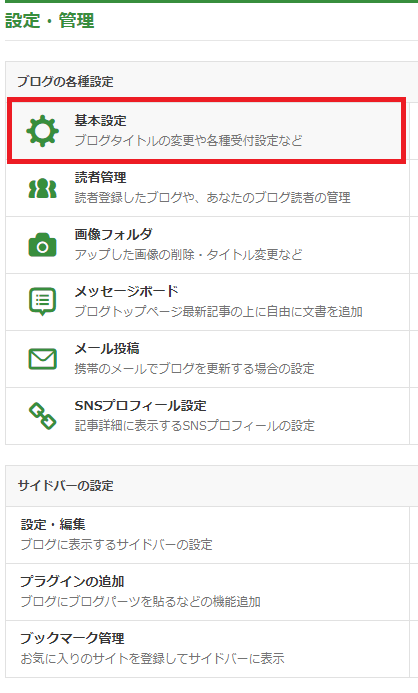 設定・管理
ブログの各種設定
基本設定
ブログタイトルの変更や各種受付設定など
読者管理
読者登録したブログや、あなたのブログ読者の管理
画像フォルダ
アップした画像の削除・タイトル変更など
メッセージボード
ブログトップページ最新記事の上に自由に文書を追加
メール投稿
携帯のメールでブログを更新する場合の設定
SNSプロフィール設定
記事詳細に表示するSNSプロフィールの設定
サイドバーの設定
設定・編集
ブログに表示するサイドバーの設定
プラグインの追加
ブログにブログパーツを貼るなどの機能追加
ブックマーク管理
お気に入りのサイトを登録してサイドバーに表示